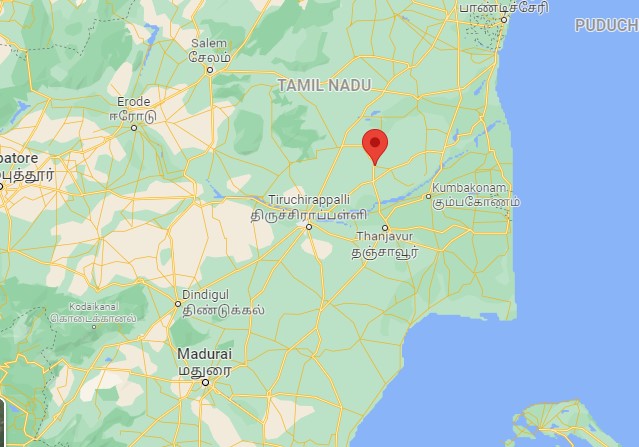 பாண்டிச்சேரி
PUDUCH
Salem
சேலம்
TAMIL NADU
Erode
ஈரோடு
batore
Kumbakonam
கும்பகோணம்
Tiruchirappalli
திருச்சிராப்பள்ளி
Thanjavur
தஞ்சாவூர்
Dindigul
திண்டுக்கல்
Kodaikanal
கொடைக்கானல்
Madurai
மதுரை